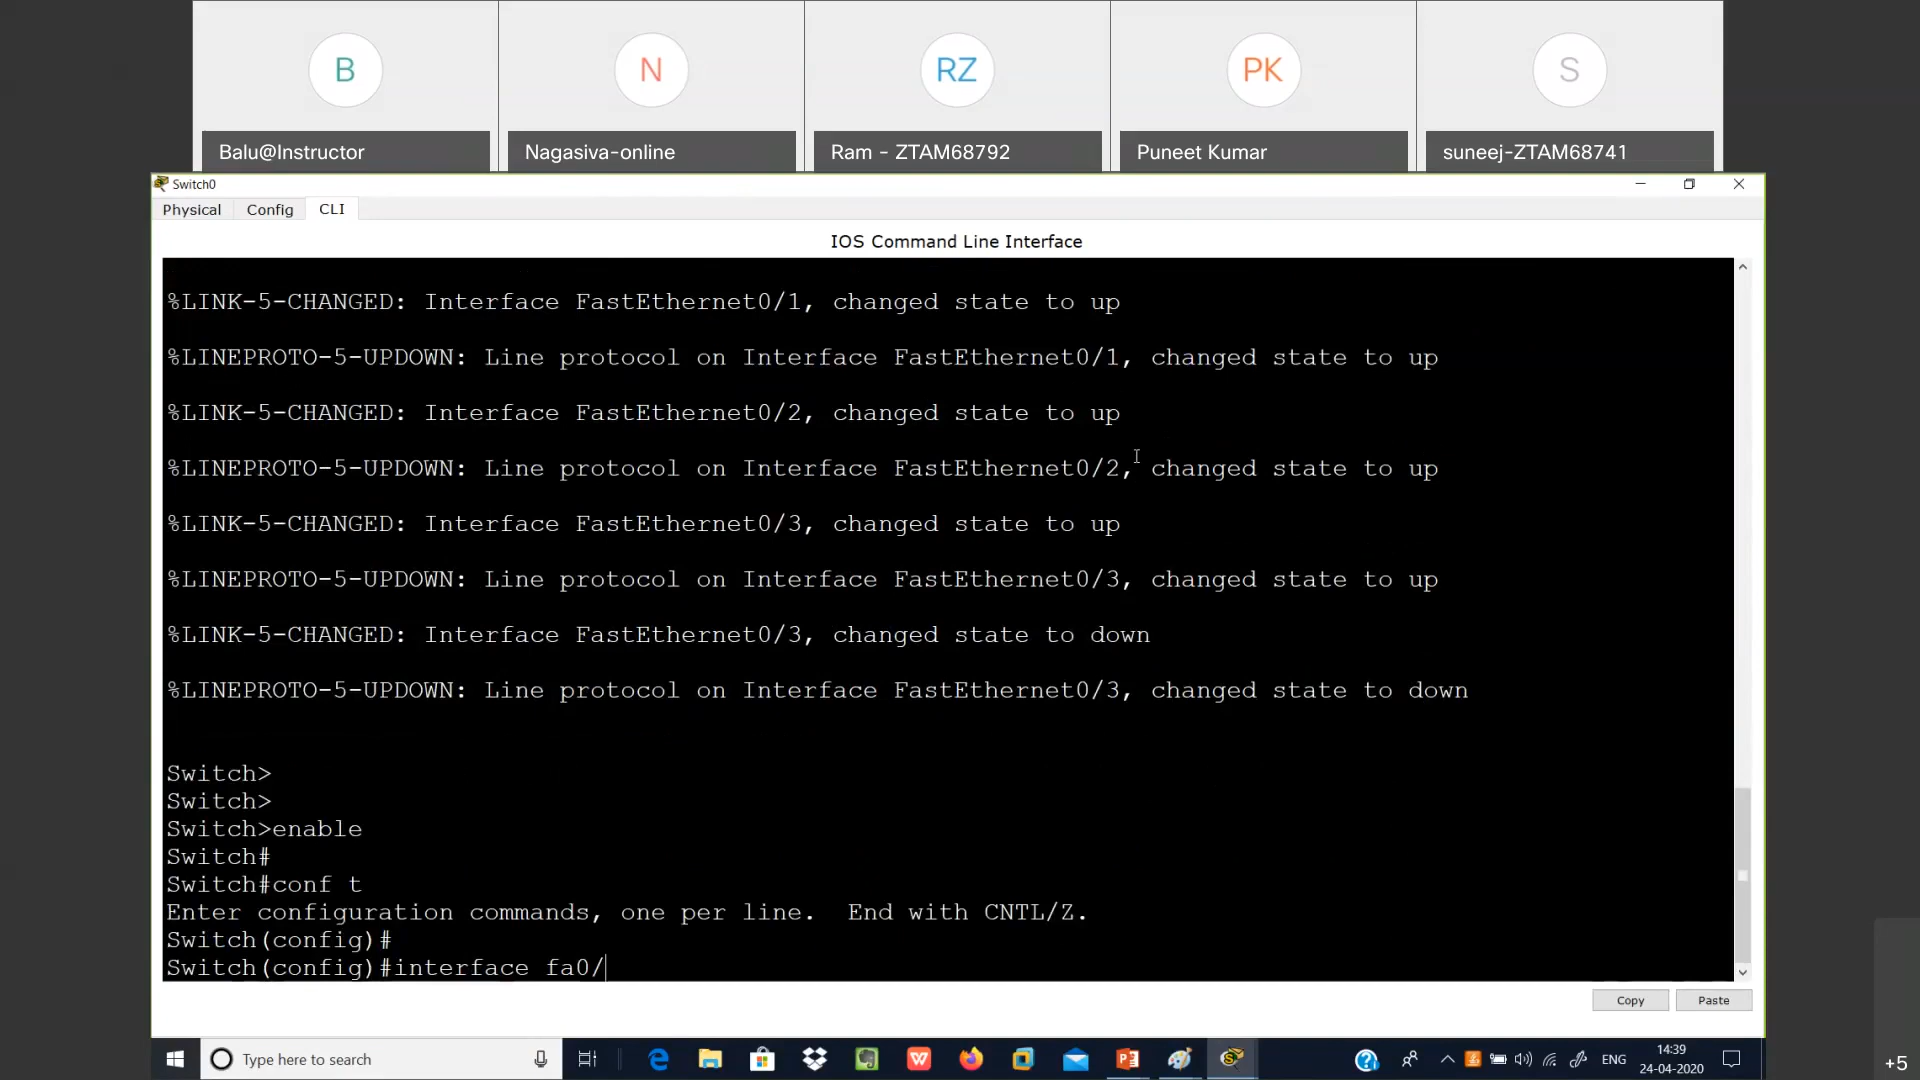 B
N
RZ
PK
S
Balu@Instructor
Nagasiva-online
Ram - ZTAM68792
Puneet Kumar
suneej-ZTAM68741
Switch0
Physical Config CLI
IOS Command Line Interface
%LINK-5-CHANGED: Interface FastEthernet0/1, changed state to up
%LINEPROTO-5-UPDOWN: Line protocol on Interface FastEthernet0/1, changed state to up
%LINK-5-CHANGED: Interface FastEthernet0/2, changed state to up
%LINEPROTO-5-UPDOWN: Line protocol on Interface FastEthernet0/2, changed state to up
%LINK-5-CHANGED: Interface FastEthernet0/3, changed state to up
%LINEPROTO-5-UPDOWN: Line protocol on Interface FastEthernet0/3, changed state to up
%LINK-5-CHANGED: Interface FastEthernet0/3, changed state to down
%LINEPROTO-5-UPDOWN: Line protocol on Interface FastEthernet0/3, changed state to down
Switch>
Switch>
Switch>enable
Switch#
Switch#conf t
Enter configuration commands, one per line.  End with CNTL/Z.
Switch(config)#
Switch(config)#interface fa0/
Copy Paste
Type here to search
ENG
14:39
24-04-2020
+5